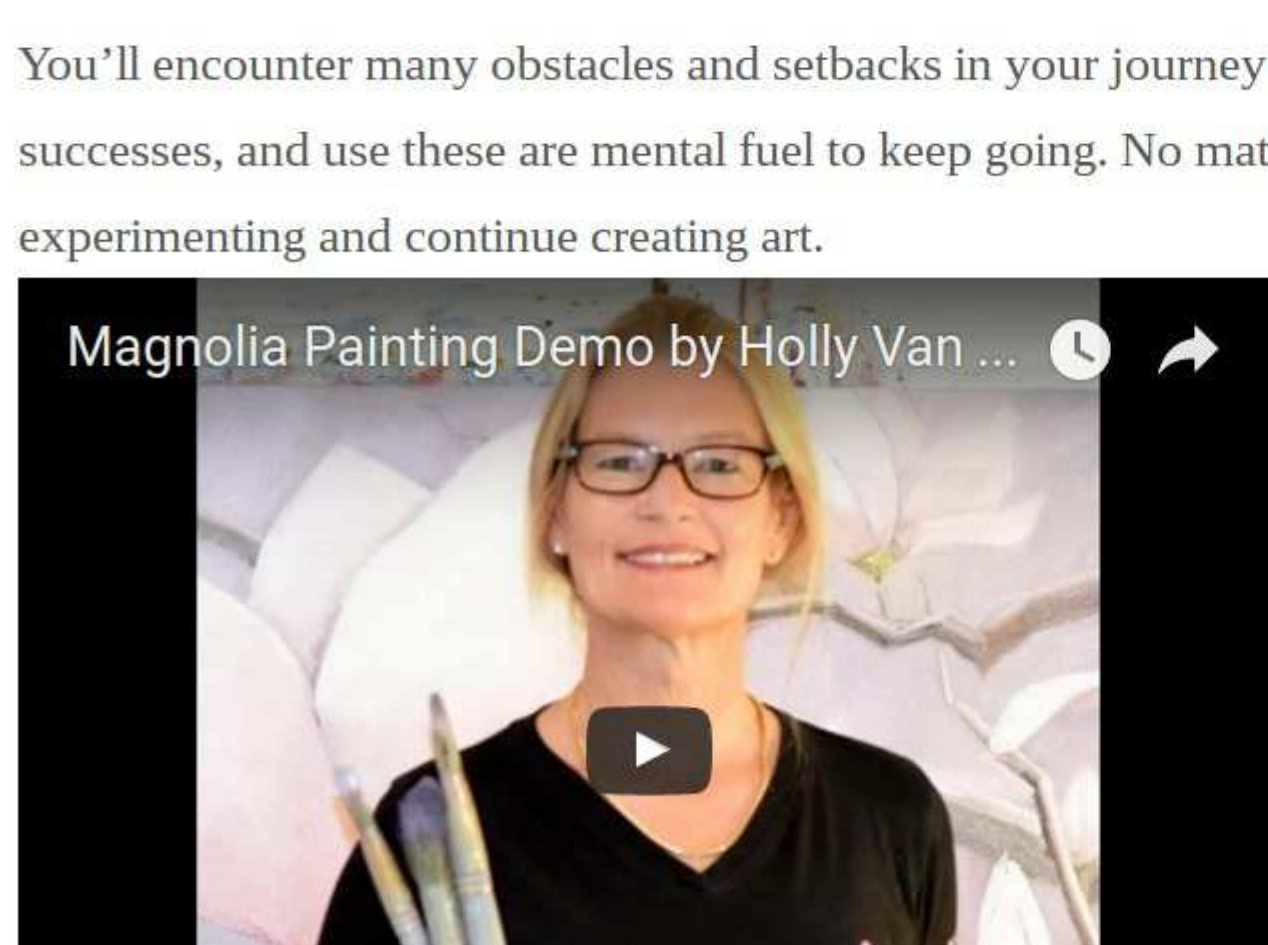 You’ll encounter many obstacles and setbacks in your journey
successes, and use these are mental fuel to keep going. No mat
experimenting and continue creating art.
Magnolia Painting Demo by Holly Van ...